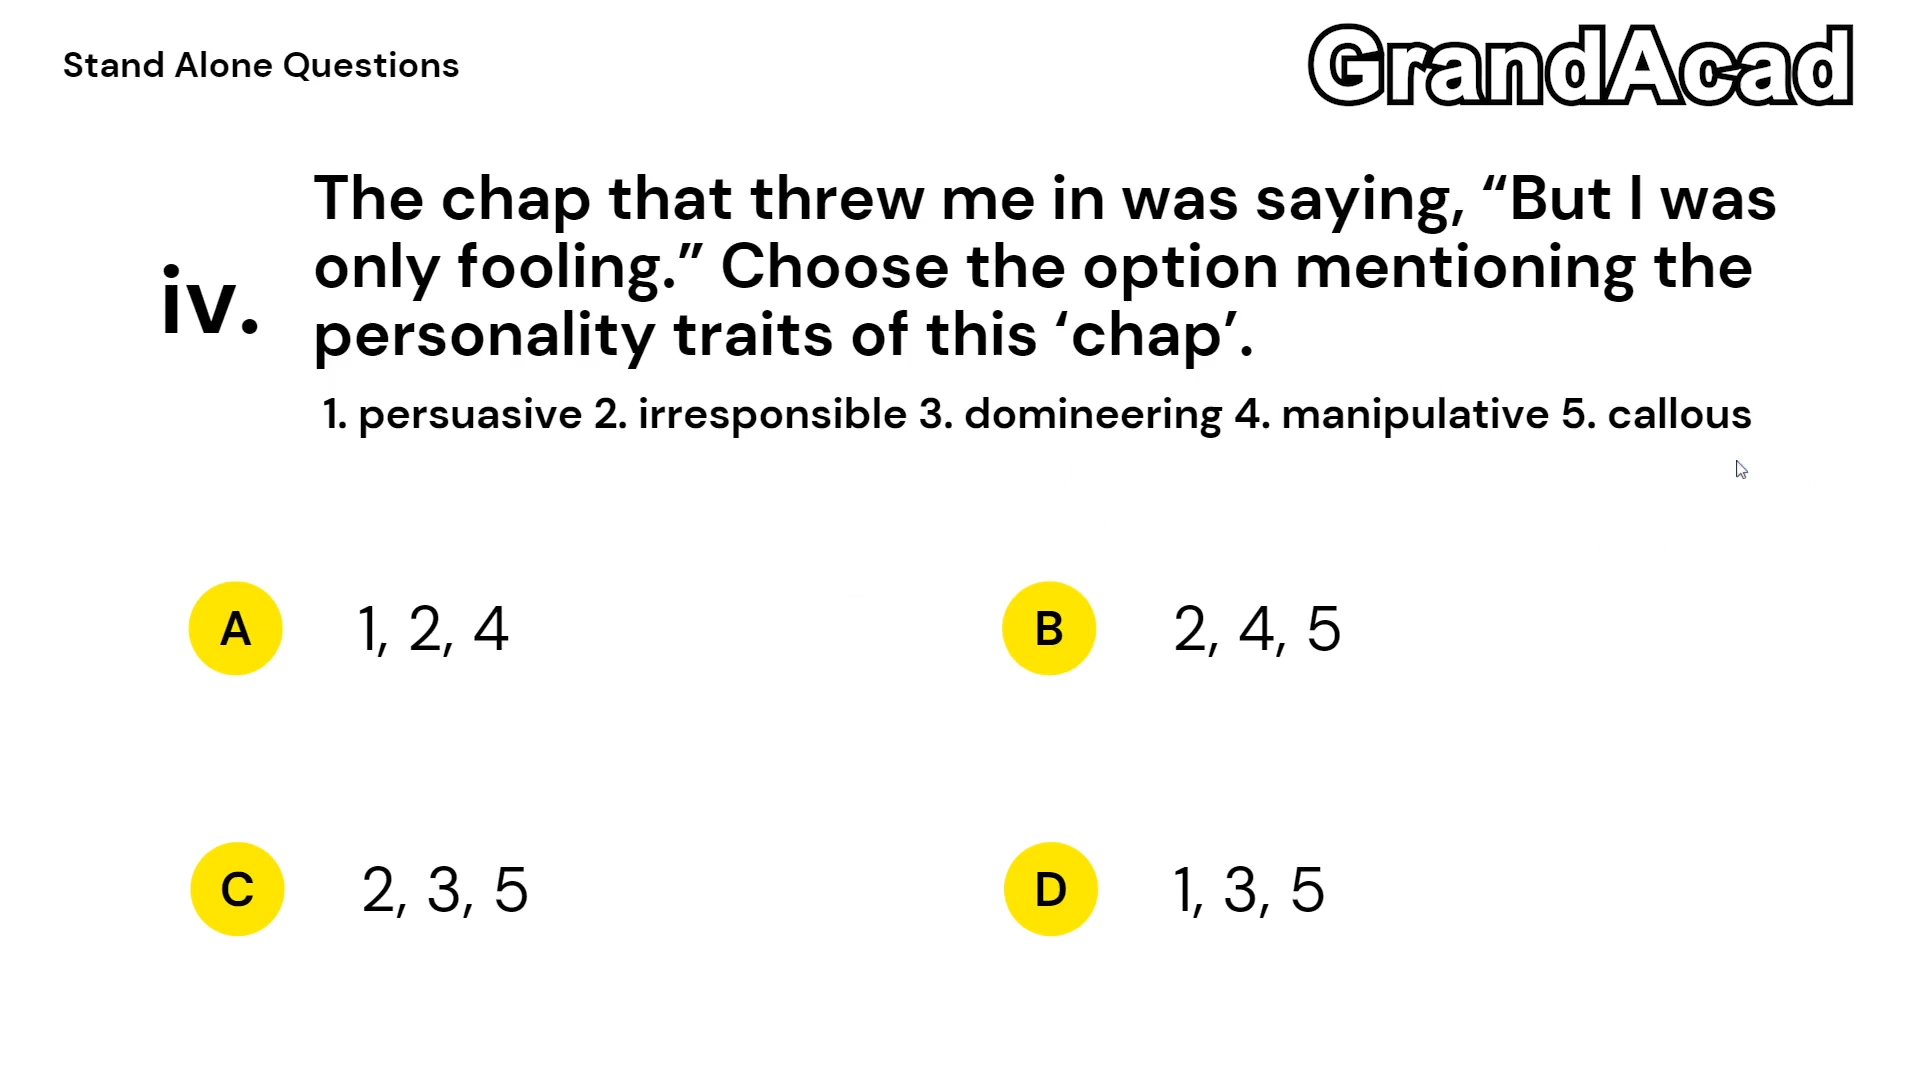 Stand Alone Questions
GrandAcad
iv.
The chap that threw me in was saying, “But I was
only fooling.” Choose the option mentioning the
personality traits of this ‘chap’.
1. persuasive 2. irresponsible 3. domineering 4. manipulative 5. callous
A 1, 2, 4
B 2, 4, 5
C 2, 3, 5
D 1, 3, 5